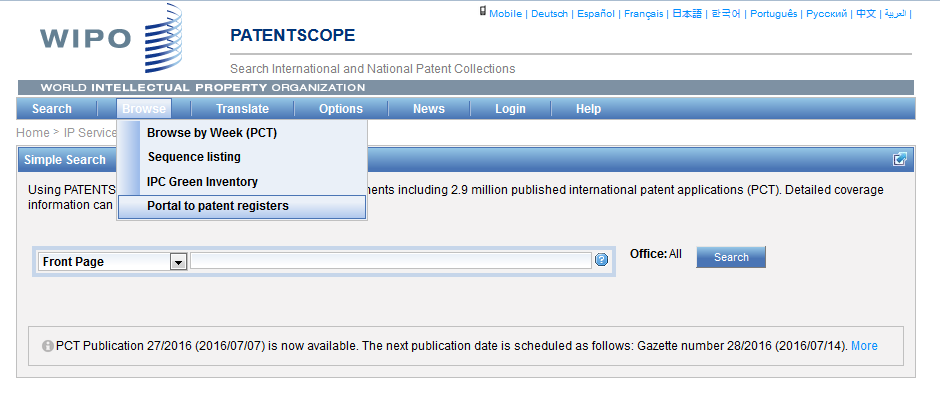 WIPO
Mobile | Deutsch | Español | Français | 日本語 | 한국어 | Português | Русский | 中文 | العربية |
PATENTSCOPE
Search International and National Patent Collections
WORLD INTELLECTUAL PROPERTY ORGANIZATION
Search Browse Translate Options News Login Help
Home > IP Service
Browse by Week (PCT)
Sequence listing
IPC Green Inventory
Portal to patent registers
Simple Search
Using PATENTS ments including 2.9 million published international patent applications (PCT). Detailed coverage
information can
Front Page ? Office: All Search
PCT Publication 27/2016 (2016/07/07) is now available. The next publication date is scheduled as follows: Gazette number 28/2016 (2016/07/14). More